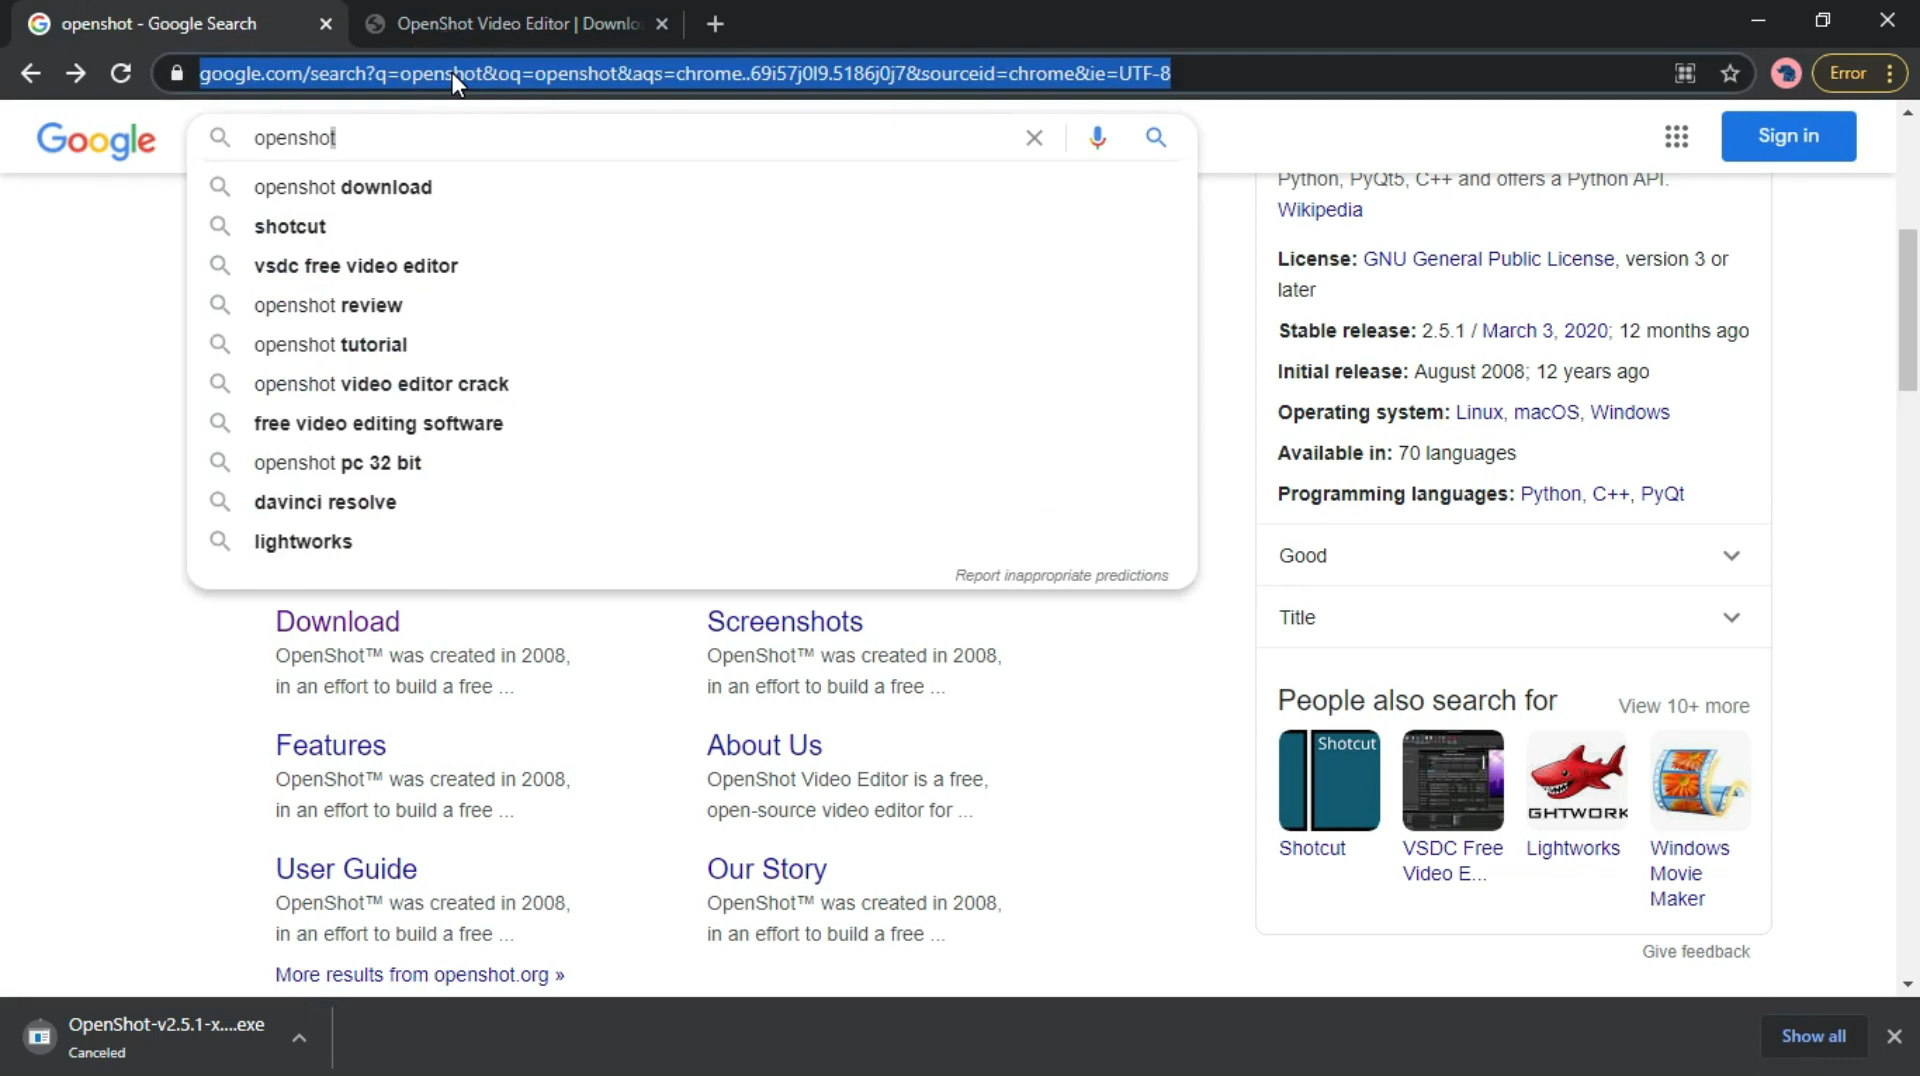 openshot - Google Search
OpenShot Video Editor | Downlo
google.com/search?q=openshot&oq=openshot&aqs=chrome..69i57j0l9.5186j0j7&sourceid=chrome&ie=UTF-8
Error
Google
openshot
Sign in
openshot download
shotcut
vsdc free video editor
openshot review
openshot tutorial
openshot video editor crack
free video editing software
openshot pc 32 bit
davinci resolve
lightworks
Report inappropriate predictions
Python, PyQt5, C++ and offers a Python API.
Wikipedia
License: GNU General Public License, version 3 or
later
Stable release: 2.5.1 / March 3, 2020; 12 months ago
Initial release: August 2008; 12 years ago
Operating system: Linux, macOS, Windows
Available in: 70 languages
Programming languages: Python, C++, PyQt
Good
Title
Download
OpenShot™ was created in 2008,
in an effort to build a free ...
Screenshots
OpenShot™ was created in 2008,
in an effort to build a free ...
Features
OpenShot™ was created in 2008,
in an effort to build a free ...
About Us
OpenShot Video Editor is a free,
open-source video editor for ...
User Guide
OpenShot™ was created in 2008,
in an effort to build a free ...
Our Story
OpenShot™ was created in 2008,
in an effort to build a free ...
More results from openshot.org »
People also search for
View 10+ more
Shotcut
GHTWORK
Shotcut
VSDC Free
Video E...
Lightworks
Windows
Movie
Maker
Give feedback
OpenShot-v2.5.1-x....exe
Canceled
Show all